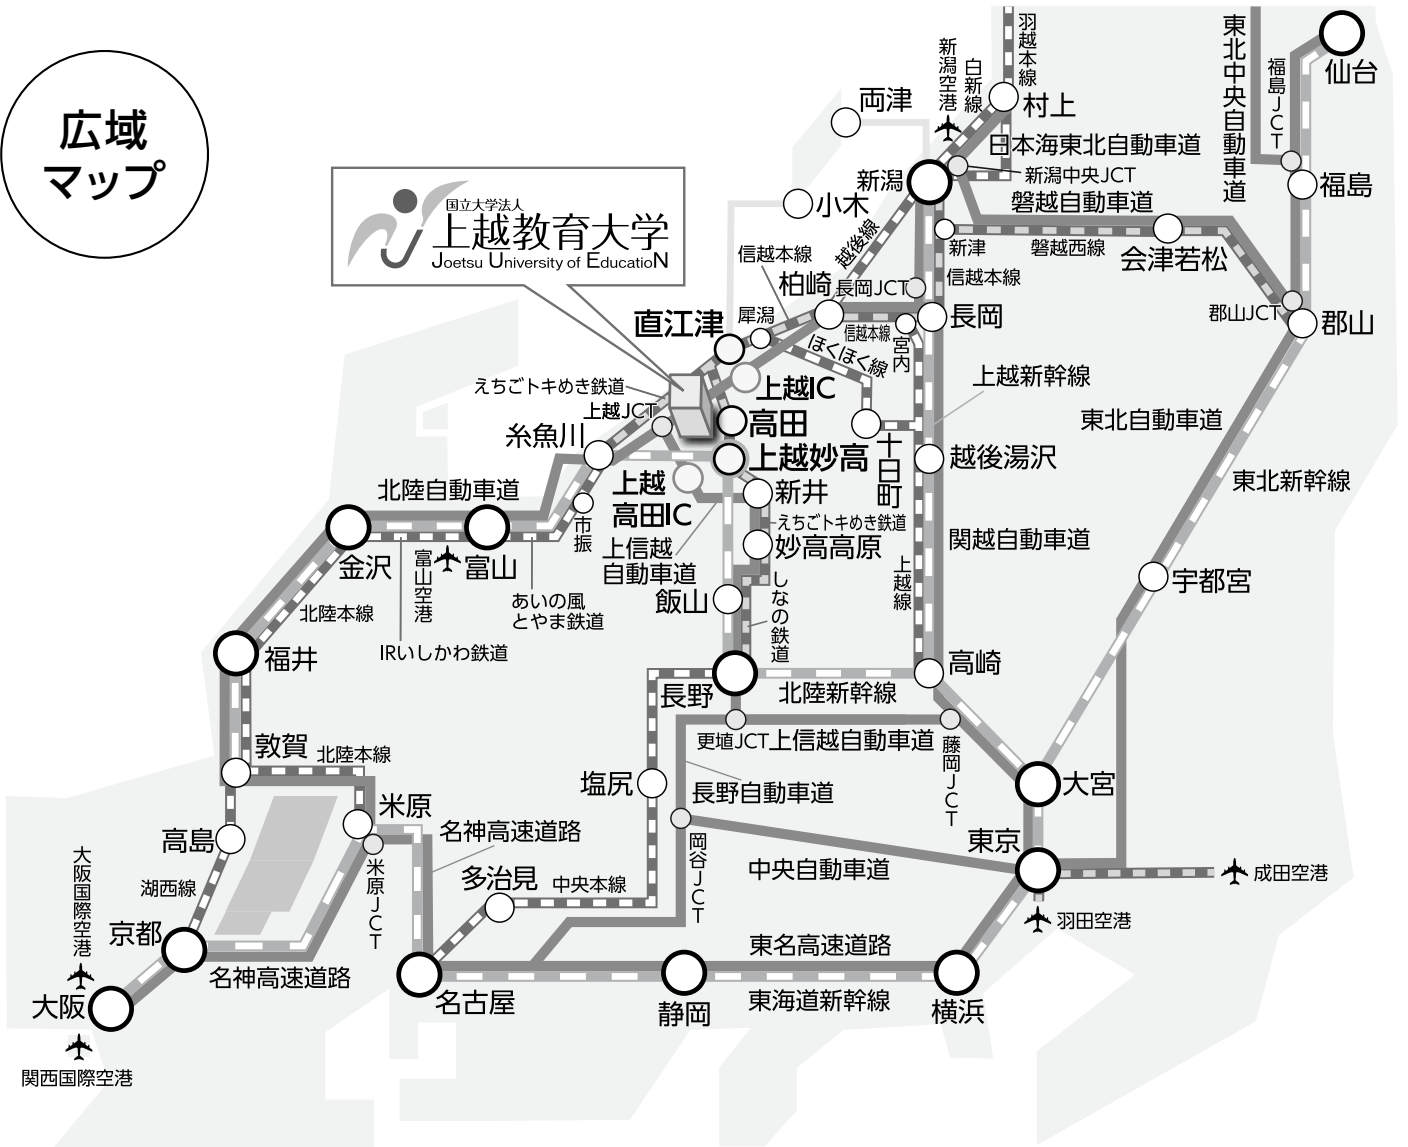 広域
マップ
国立大学法人
上越教育大学
Joetsu University of EducatioN
両津
小木
新潟空港
白新線
羽越本線
村上
日本海東北自動車道
新潟中央JCT
磐越自動車道
東北中央自動車道
福島JCT
仙台
福島
新潟
越後線
新津
磐越西線
会津若松
信越本線
信越本線
柏崎
長岡JCT
長岡
郡山JCT
郡山
直江津
犀潟
信越本線
宮内
ほくほく線
上越新幹線
東北自動車道
えちごトキめき鉄道
上越IC
上越JCT
高田
糸魚川
上越妙高
十日町
越後湯沢
東北新幹線
北陸自動車道
上越
高田IC
新井
えちごトキめき鉄道
市振
妙高高原
関越自動車道
上信越
自動車道
上越線
金沢
富山空港
富山
飯山
しなの鉄道
宇都宮
北陸本線
あいの風
とやま鉄道
IRいしかわ鉄道
福井
長野
北陸新幹線
高崎
敦賀
北陸本線
更埴JCT
上信越自動車道
藤岡JCT
塩尻
長野自動車道
大宮
米原
高島
名神高速道路
岡谷JCT
東京
中央自動車道
成田空港
大阪国際空港
湖西線
米原JCT
多治見
中央本線
羽田空港
京都
名神高速道路
東名高速道路
大阪
名古屋
静岡
東海道新幹線
横浜
関西国際空港